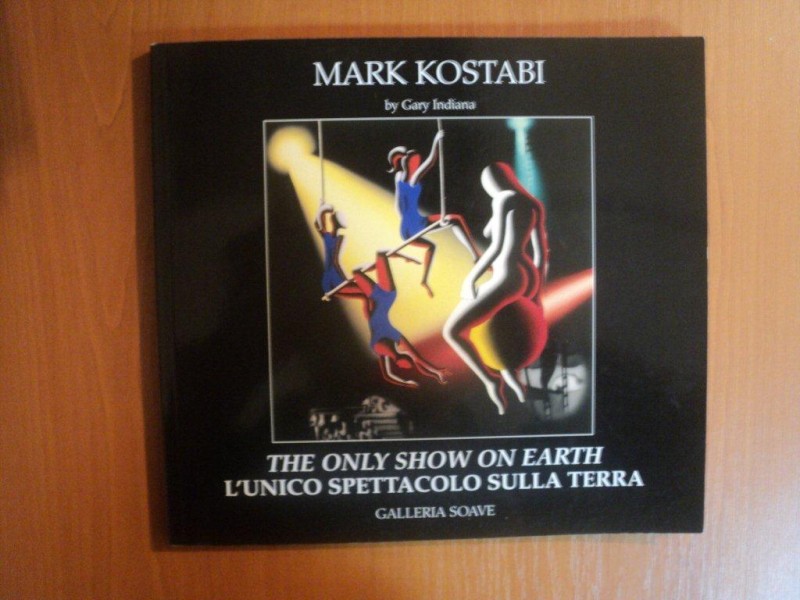 MARK KOSTABI
by Gary Indiana
THE ONLY SHOW ON EARTH
L'UNICO SPETTACOLO SULLA TERRA
GALLERIA SOAVE